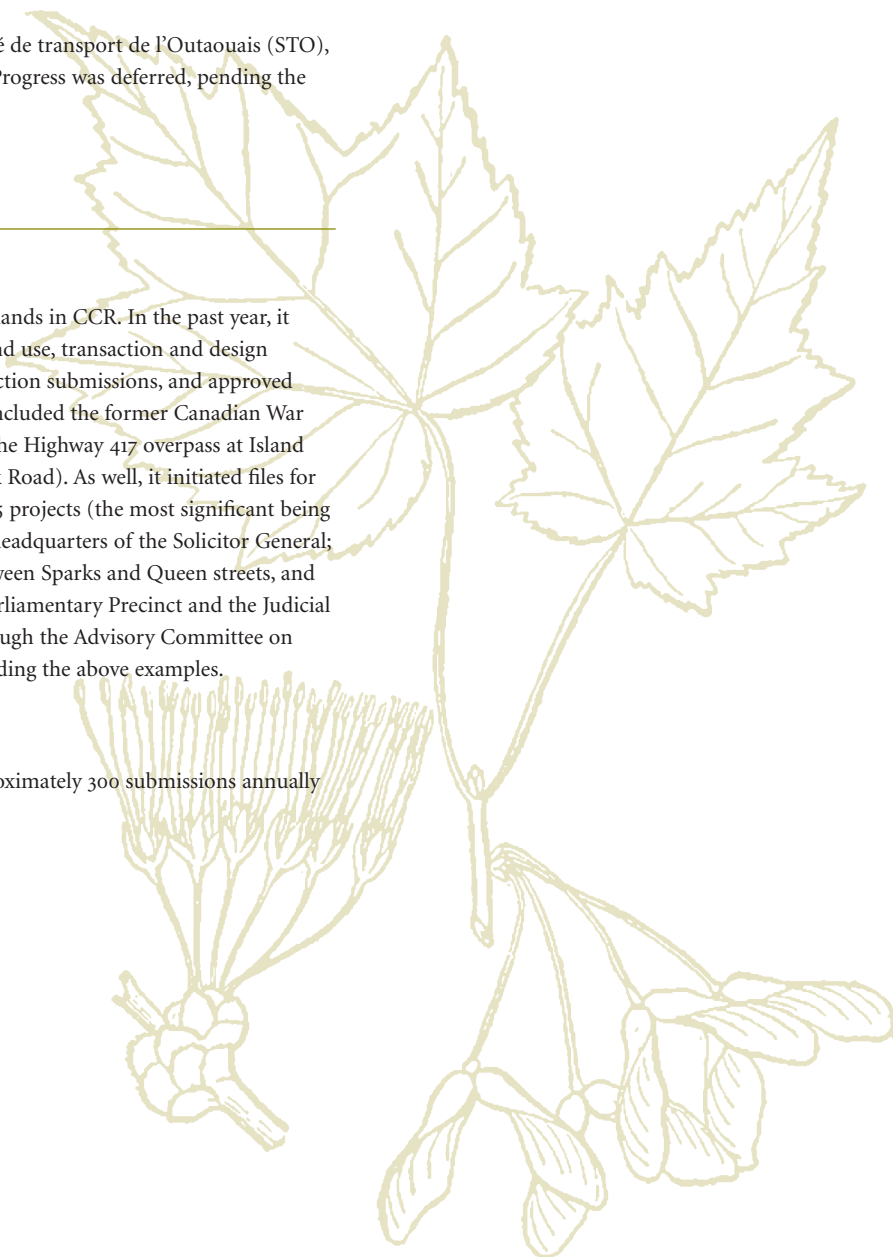 é de transport de l’Outaouais (STO),
Progress was deferred, pending the
ands in CCR. In the past year, it
nd use, transaction and design
ction submissions, and approved
ncluded the former Canadian War
he Highway 417 overpass at Island
k Road). As well, it initiated files for
5 projects (the most significant being
eadquarters of the Solicitor General;
ween Sparks and Queen streets, and
rliamentary Precinct and the Judicial
ugh the Advisory Committee on
ding the above examples.
oximately 300 submissions annually